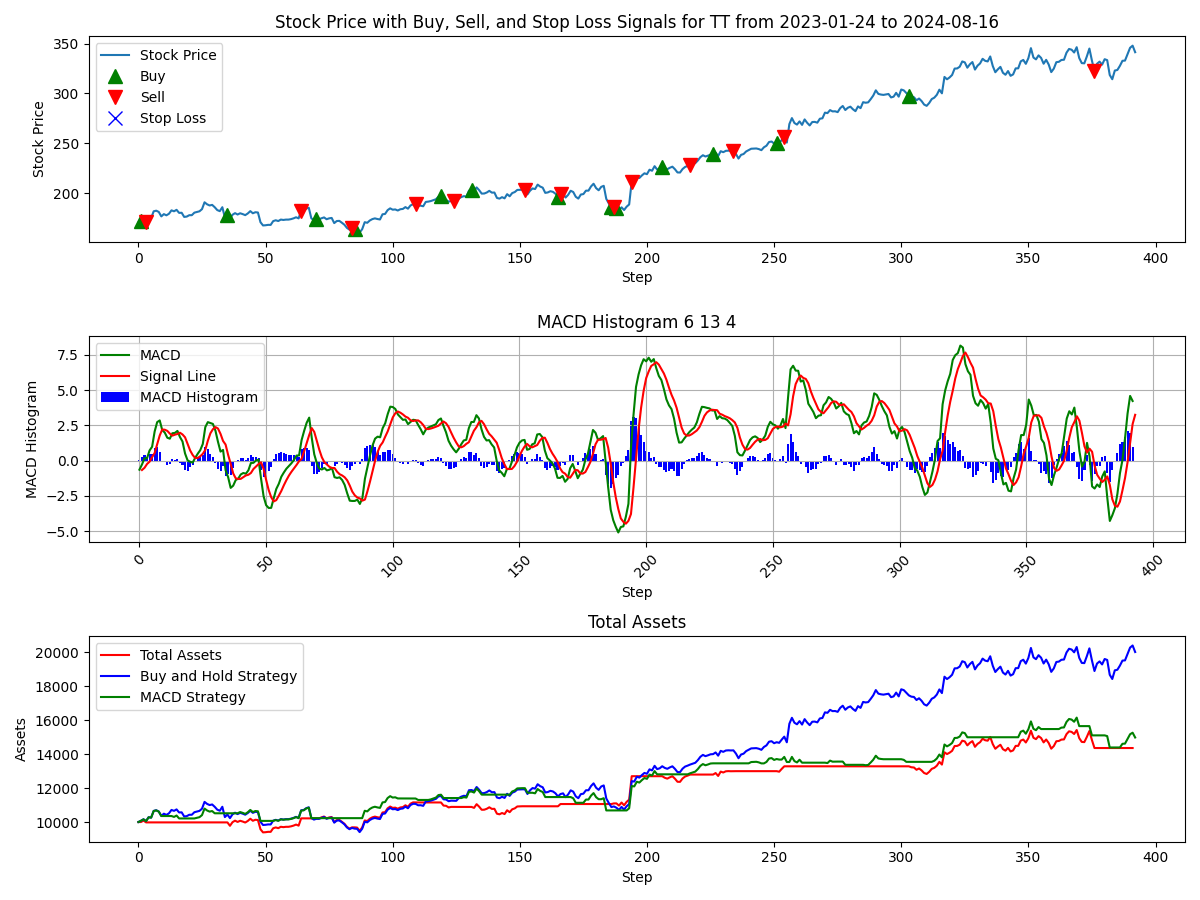 Stock Price with Buy, Sell, and Stop Loss Signals for TT from 2023-01-24 to 2024-08-16
350
300
250
200
Stock Price
Stock Price
Buy
Sell
Stop Loss
0 50 100 150 200 250 300 350 400
Step
MACD Histogram 6 13 4
7.5
5.0
2.5
0.0
−2.5
−5.0
MACD Histogram
MACD
Signal Line
MACD Histogram
0 50 100 150 200 250 300 350 400
Step
Total Assets
20000
18000
16000
14000
12000
10000
Assets
Total Assets
Buy and Hold Strategy
MACD Strategy
0 50 100 150 200 250 300 350 400
Step